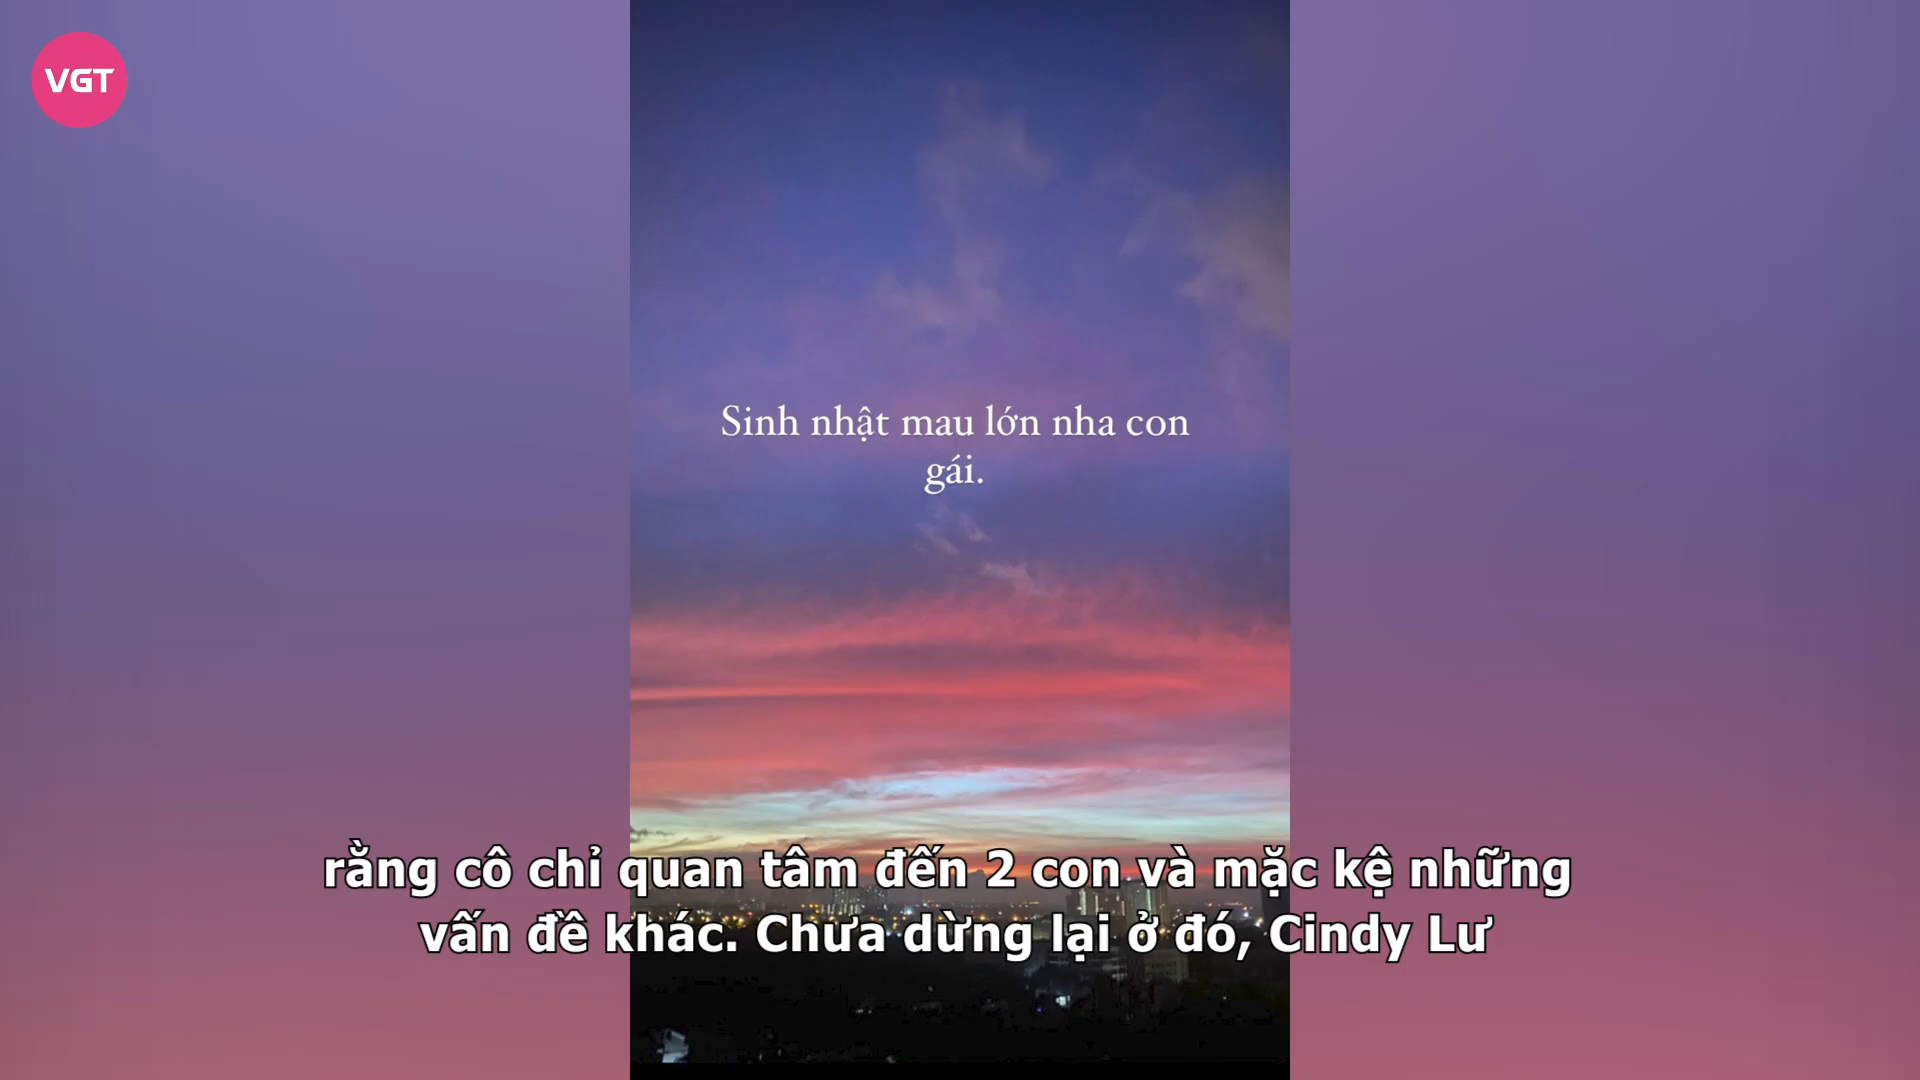 VGT
Sinh nhật mau lớn nha con
gái.
rằng cô chỉ quan tâm đến 2 con và mặc kệ những
vấn đề khác. Chưa dừng lại ở đó, Cindy Lư